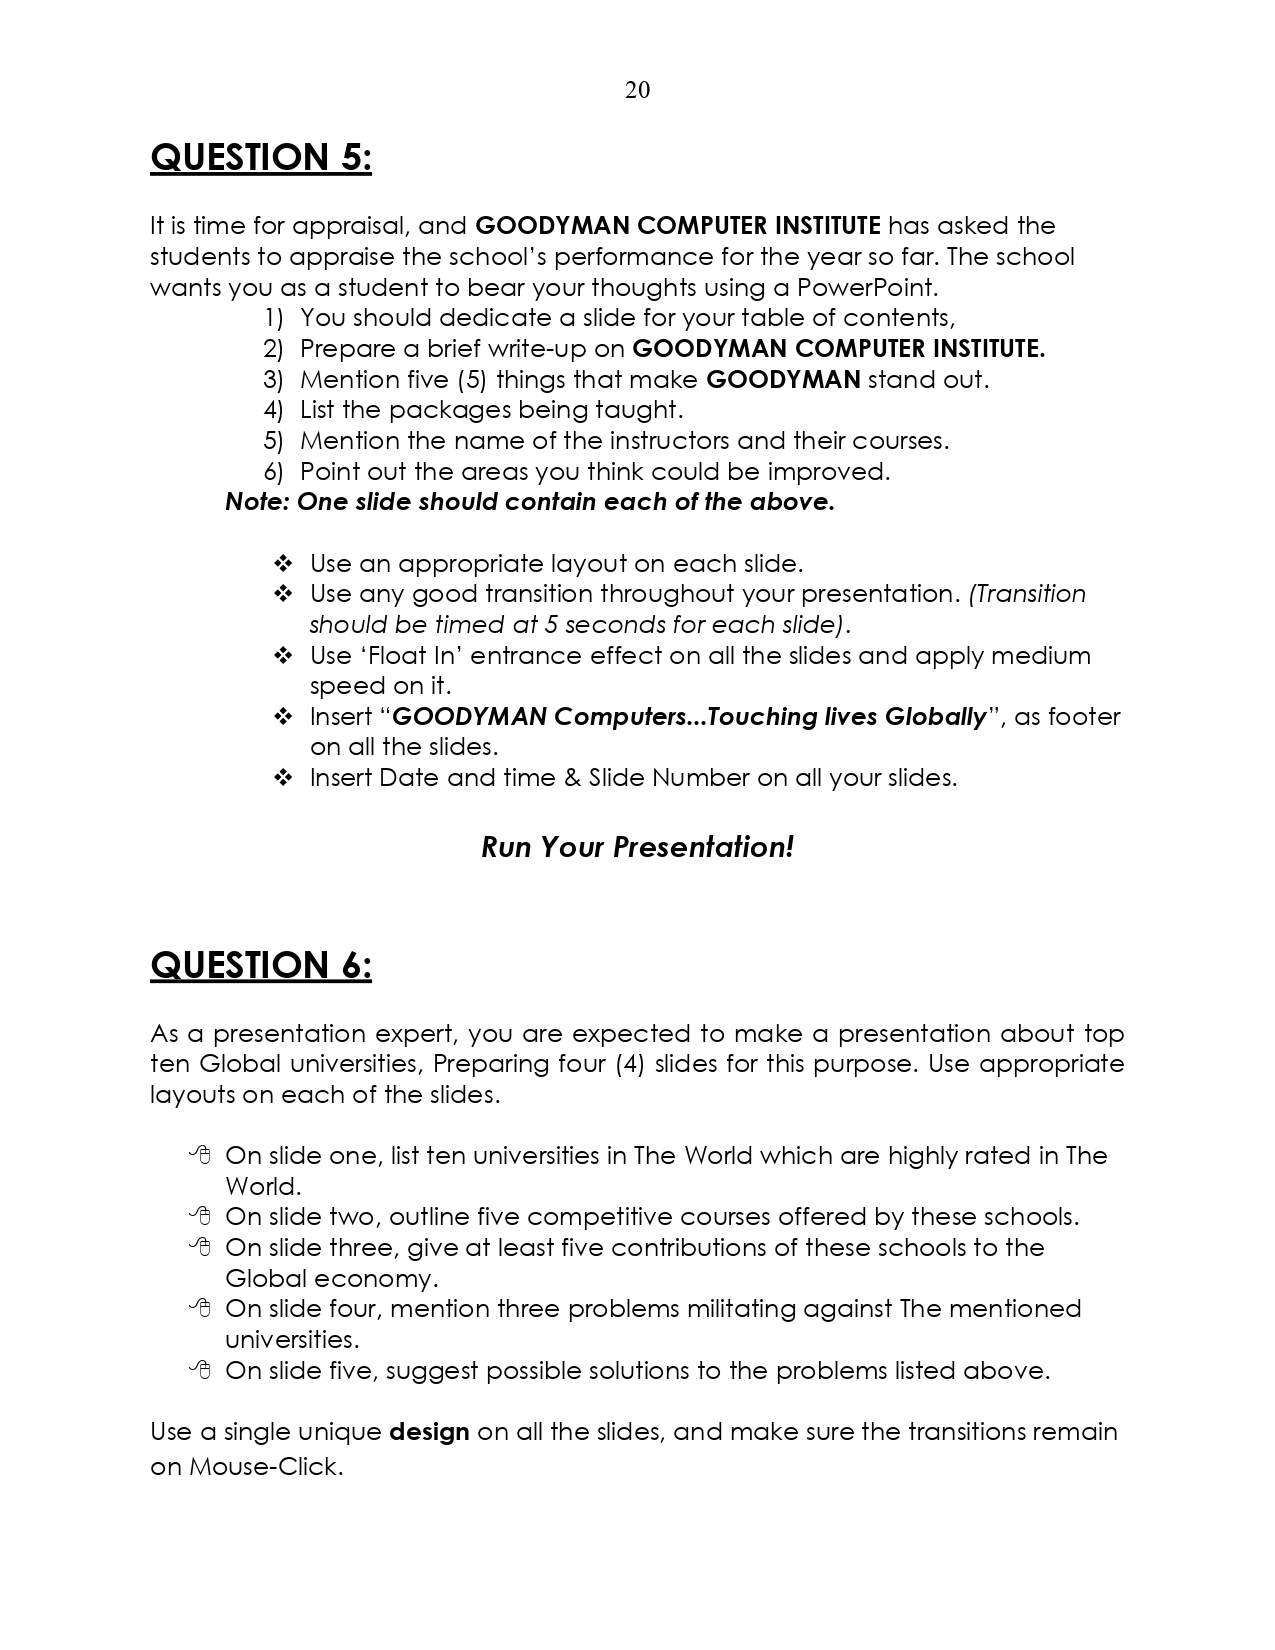 20
QUESTION 5:
It is time for appraisal, and GOODYMAN COMPUTER INSTITUTE has asked the
students to appraise the school’s performance for the year so far. The school
wants you as a student to bear your thoughts using a PowerPoint.
1) You should dedicate a slide for your table of contents,
2) Prepare a brief write-up on GOODYMAN COMPUTER INSTITUTE.
3) Mention five (5) things that make GOODYMAN stand out.
4) List the packages being taught.
5) Mention the name of the instructors and their courses.
6) Point out the areas you think could be improved.
Note: One slide should contain each of the above.
❖ Use an appropriate layout on each slide.
❖ Use any good transition throughout your presentation. (Transition
should be timed at 5 seconds for each slide).
❖ Use ‘Float In’ entrance effect on all the slides and apply medium
speed on it.
❖ Insert “GOODYMAN Computers...Touching lives Globally”, as footer
on all the slides.
❖ Insert Date and time & Slide Number on all your slides.
Run Your Presentation!
QUESTION 6:
As a presentation expert, you are expected to make a presentation about top
ten Global universities, Preparing four (4) slides for this purpose. Use appropriate
layouts on each of the slides.
On slide one, list ten universities in The World which are highly rated in The
World.
On slide two, outline five competitive courses offered by these schools.
On slide three, give at least five contributions of these schools to the
Global economy.
On slide four, mention three problems militating against The mentioned
universities.
On slide five, suggest possible solutions to the problems listed above.
Use a single unique design on all the slides, and make sure the transitions remain
on Mouse-Click.